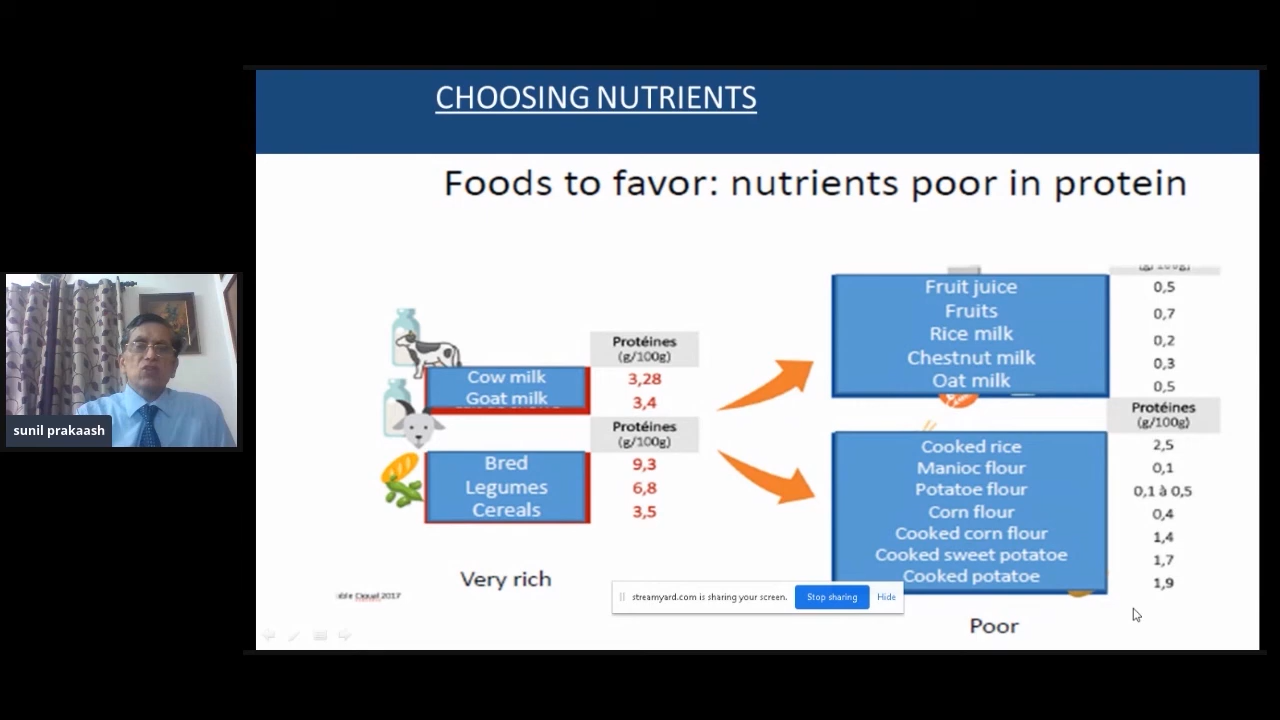 CHOOSING NUTRIENTS
Foods to favor: nutrients poor in protein
Protéines
(g/100g)
Cow milk 3,28
Goat milk 3,4
Protéines
(g/100g)
Bred 9,3
Legumes 6,8
Cereals 3,5
Very rich
Fruit juice 0,5
Fruits 0,7
Rice milk 0,2
Chestnut milk 0,3
Oat milk 0,5
Protéines
(g/100g)
Cooked rice 2,5
Manioc flour 0,1
Potatoe flour 0,1 à 0,5
Corn flour 0,4
Cooked corn flour 1,4
Cooked sweet potatoe 1,7
Cooked potatoe 1,9
Poor
2017
streamyard.com is sharing your screen. Stop sharing Hide
sunil prakaash